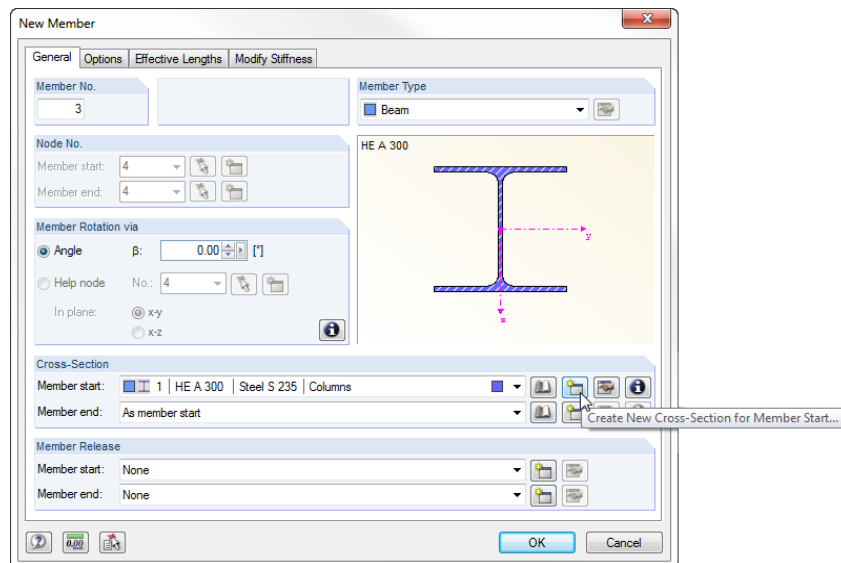 New Member
General Options Effective Lengths Modify Stiffness
Member No.
3
Member Type
Beam
Node No.
Member start: 4
Member end: 4
HE A 300
y
z
Member Rotation via
Angle β: 0.00 [°]
Help node No.: 4
In plane: x-y
x-z
Cross-Section
Member start: 1 HE A 300 Steel S 235 Columns
Member end: As member start
Create New Cross-Section for Member Start...
Member Release
Member start: None
Member end: None
0.00
OK Cancel